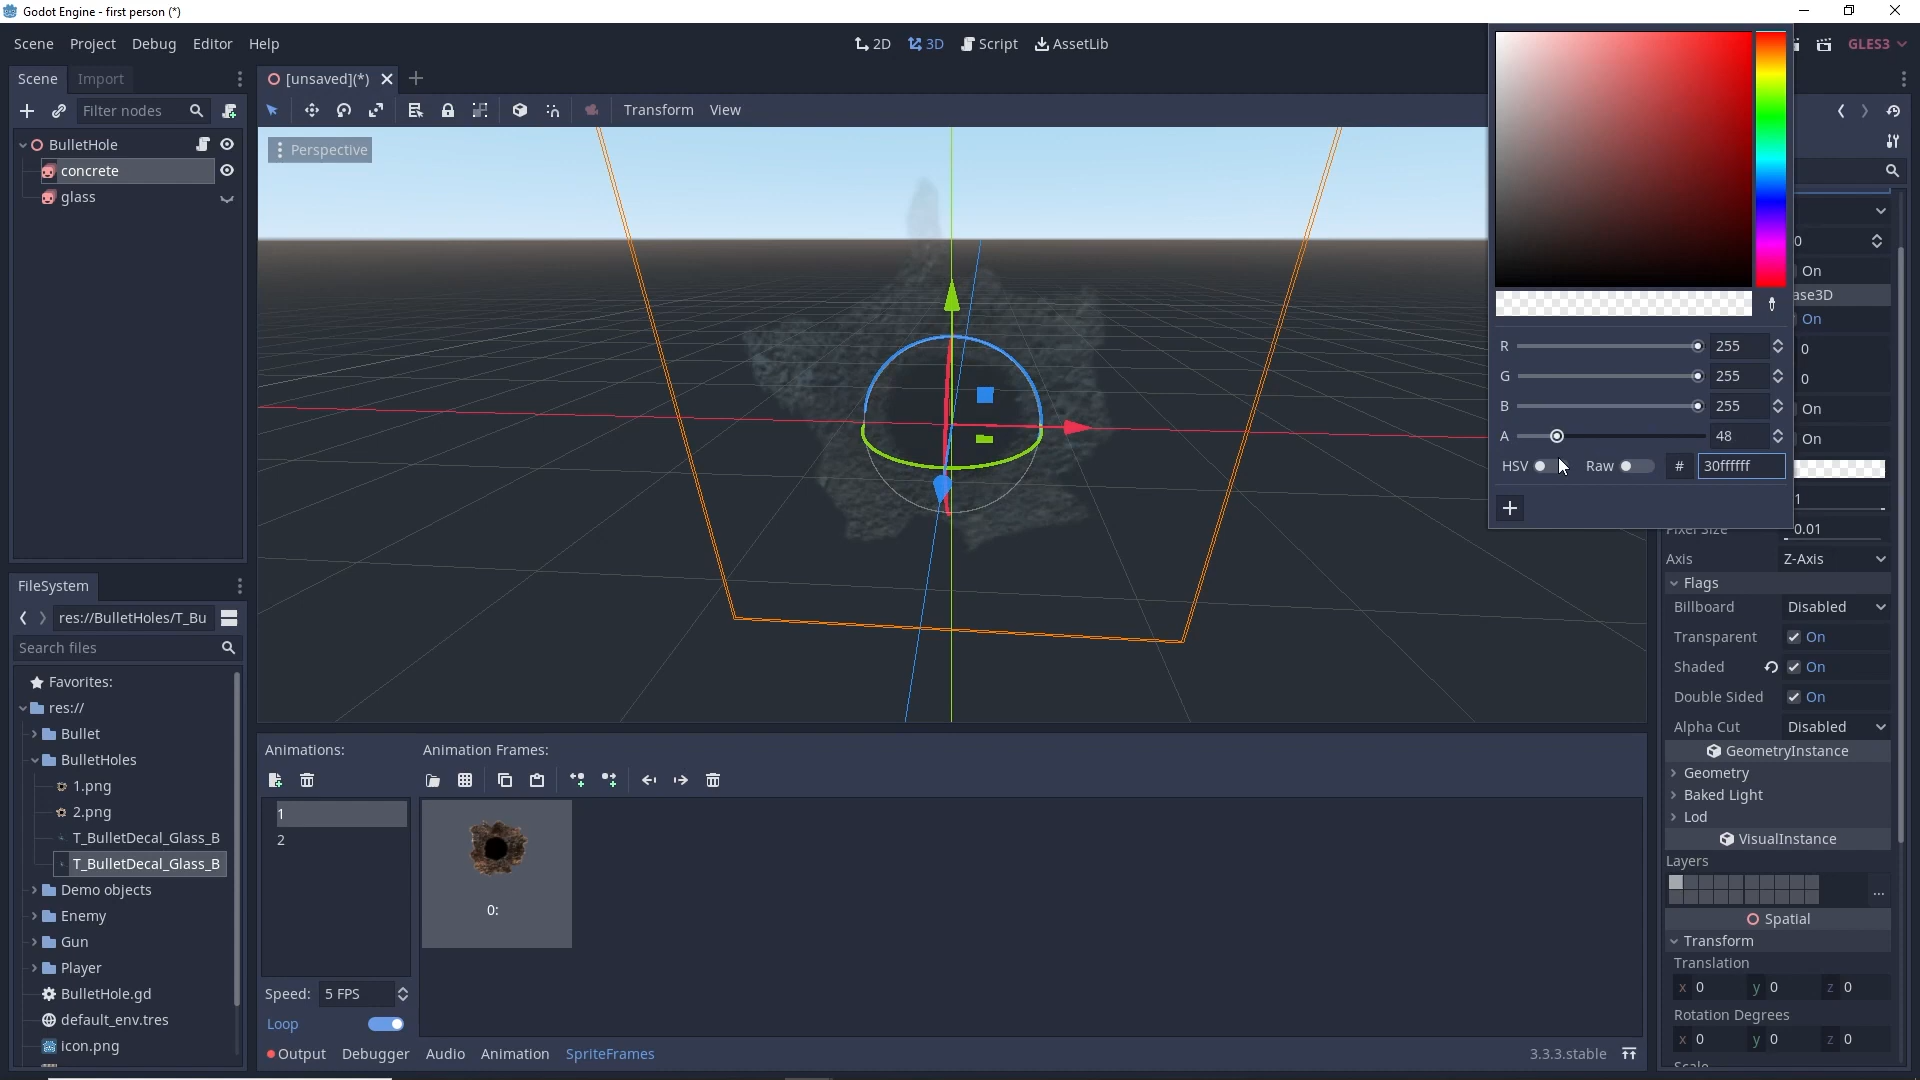 Godot Engine - first person (*)
Scene Project Debug Editor Help
2D 3D Script AssetLib
GLES3
Scene Import
[unsaved](*)
Filter nodes
Transform View
BulletHole
concrete
glass
Perspective
R 255
G 255
B 255
A 48
HSV Raw # 30ffffff
0
On
ase3D
On
0
0
On
On
1
0.01
Axis Z-Axis
Flags
Billboard Disabled
Transparent On
Shaded On
Double Sided On
Alpha Cut Disabled
GeometryInstance
Geometry
Baked Light
Lod
VisualInstance
Layers
...
Spatial
Transform
Translation
x 0 y 0 z 0
Rotation Degrees
x 0 y 0 z 0
FileSystem
res://BulletHoles/T_Bu
Search files
Favorites:
res://
Bullet
BulletHoles
1.png
2.png
T_BulletDecal_Glass_B
T_BulletDecal_Glass_B
Demo objects
Enemy
Gun
Player
BulletHole.gd
default_env.tres
icon.png
Animations: Animation Frames:
1
2
0:
Speed: 5 FPS
Loop
Output Debugger Audio Animation SpriteFrames
3.3.3.stable